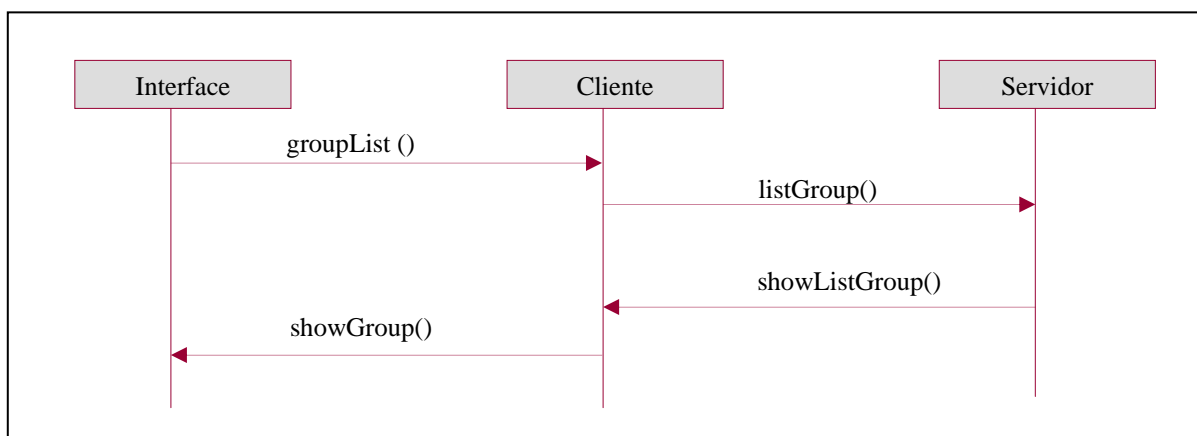 Interface
Cliente
Servidor
groupList ()
listGroup()
showListGroup()
showGroup()